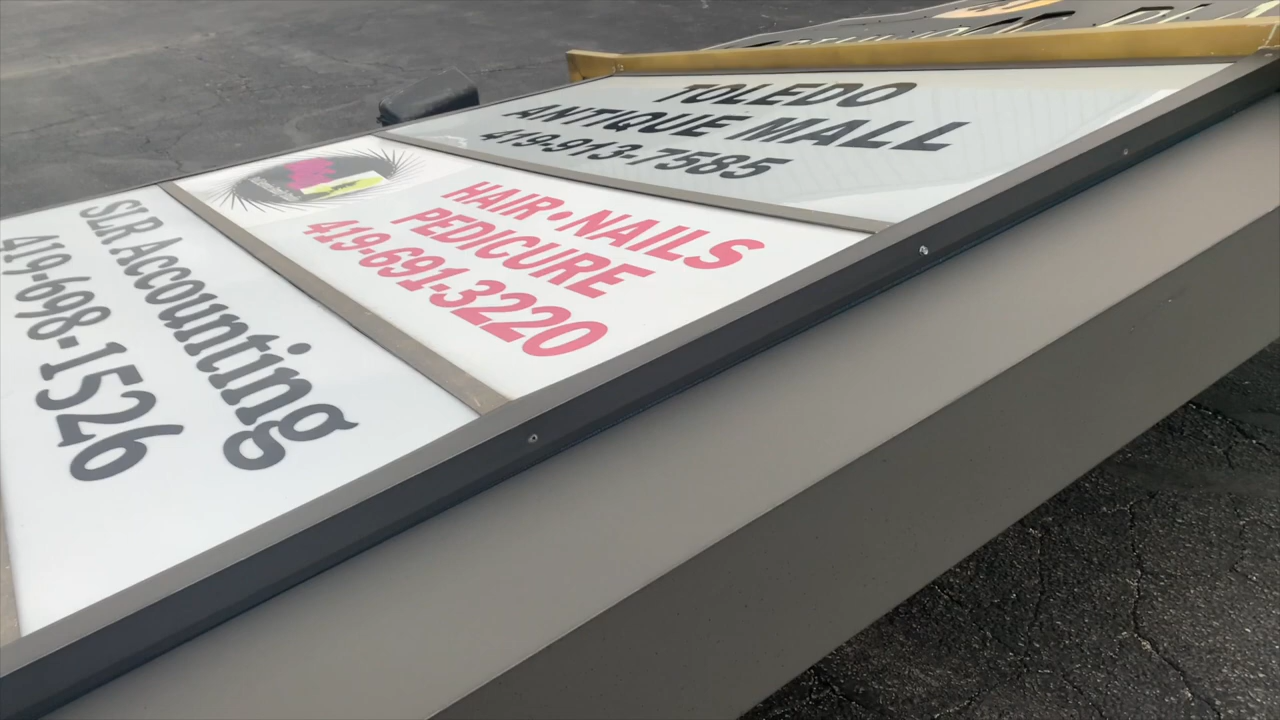 TOLEDO
ANTIQUE MALL
419-913-7585
HAIR•NAILS
PEDICURE
419-691-3220
SLR Accounting
419-698-1526